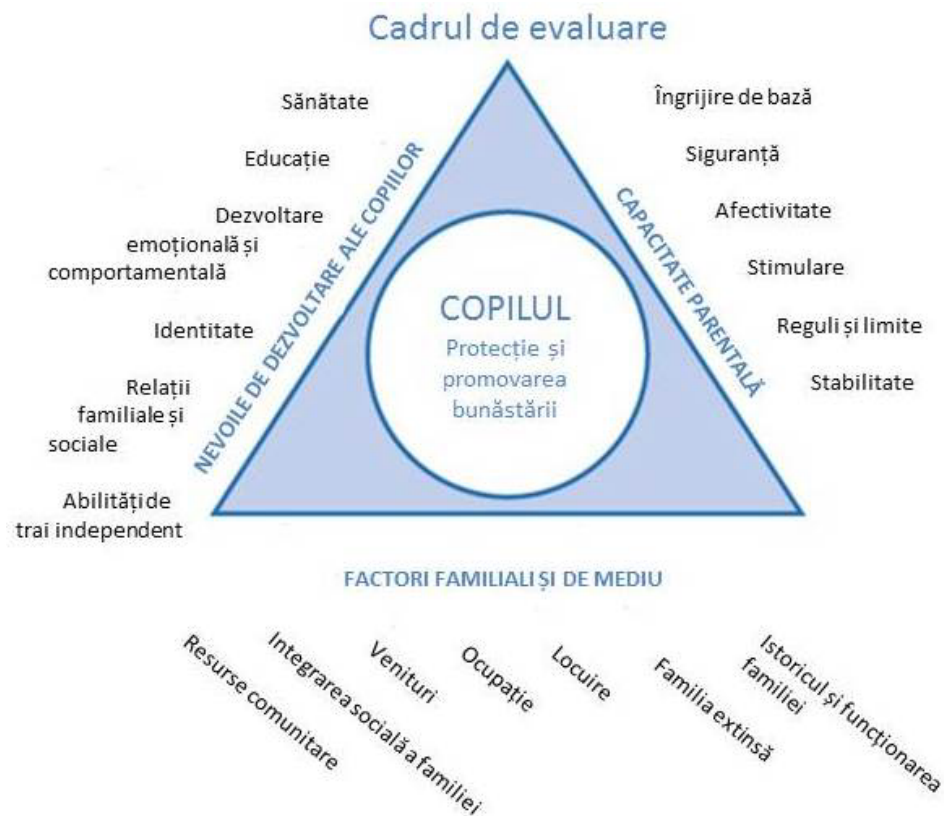 Cadrul de evaluare
Sănătate
Educație
Dezvoltare
emoțională și
comportamentală
Identitate
Relații
familiale și
sociale
Abilități de
trai independent
NEVOILE DE DEZVOLTARE ALE COPIILOR
COPILUL
Protecție și
promovarea
bunăstării
CAPACITATE PARENTALĂ
Îngrijire de bază
Siguranță
Afectivitate
Stimulare
Reguli și limite
Stabilitate
FACTORI FAMILIALI ȘI DE MEDIU
Resurse comunitare
Integrarea socială a familiei
Venituri
Ocupație
Locuire
Familia extinsă
Istoricul și funcționarea
familiei